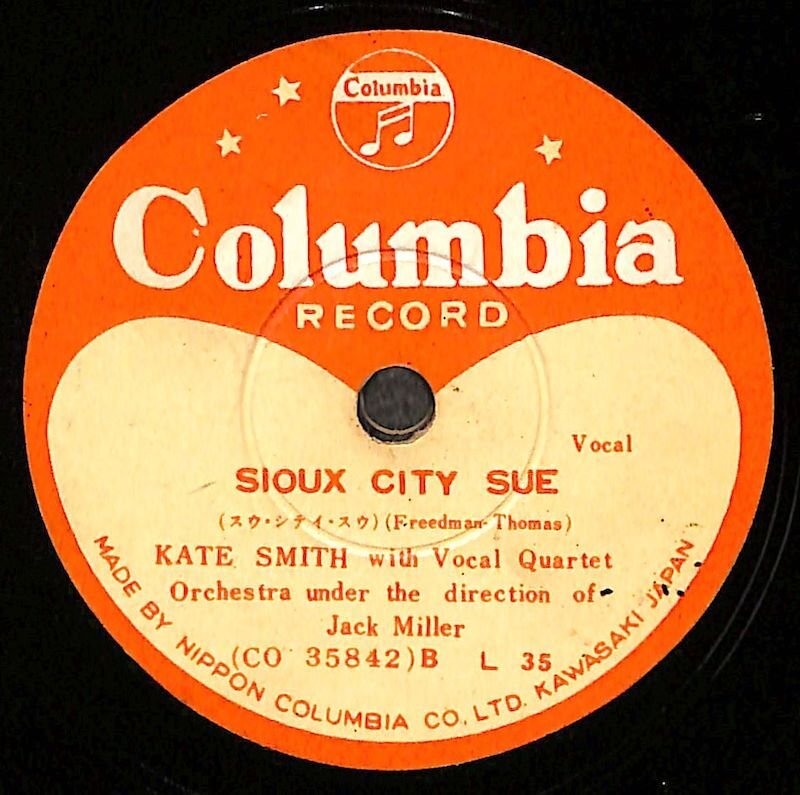 Columbia
Columbia
RECORD
Vocal
SIOUX CITY SUE
(スウ・シテイ・スウ) (Freedman-Thomas)
KATE SMITH with Vocal Quartet
Orchestra under the direction of
Jack Miller
(CO 35842)B L 35
MADE BY NIPPON COLUMBIA CO. LTD. KAWASAKI JAPAN